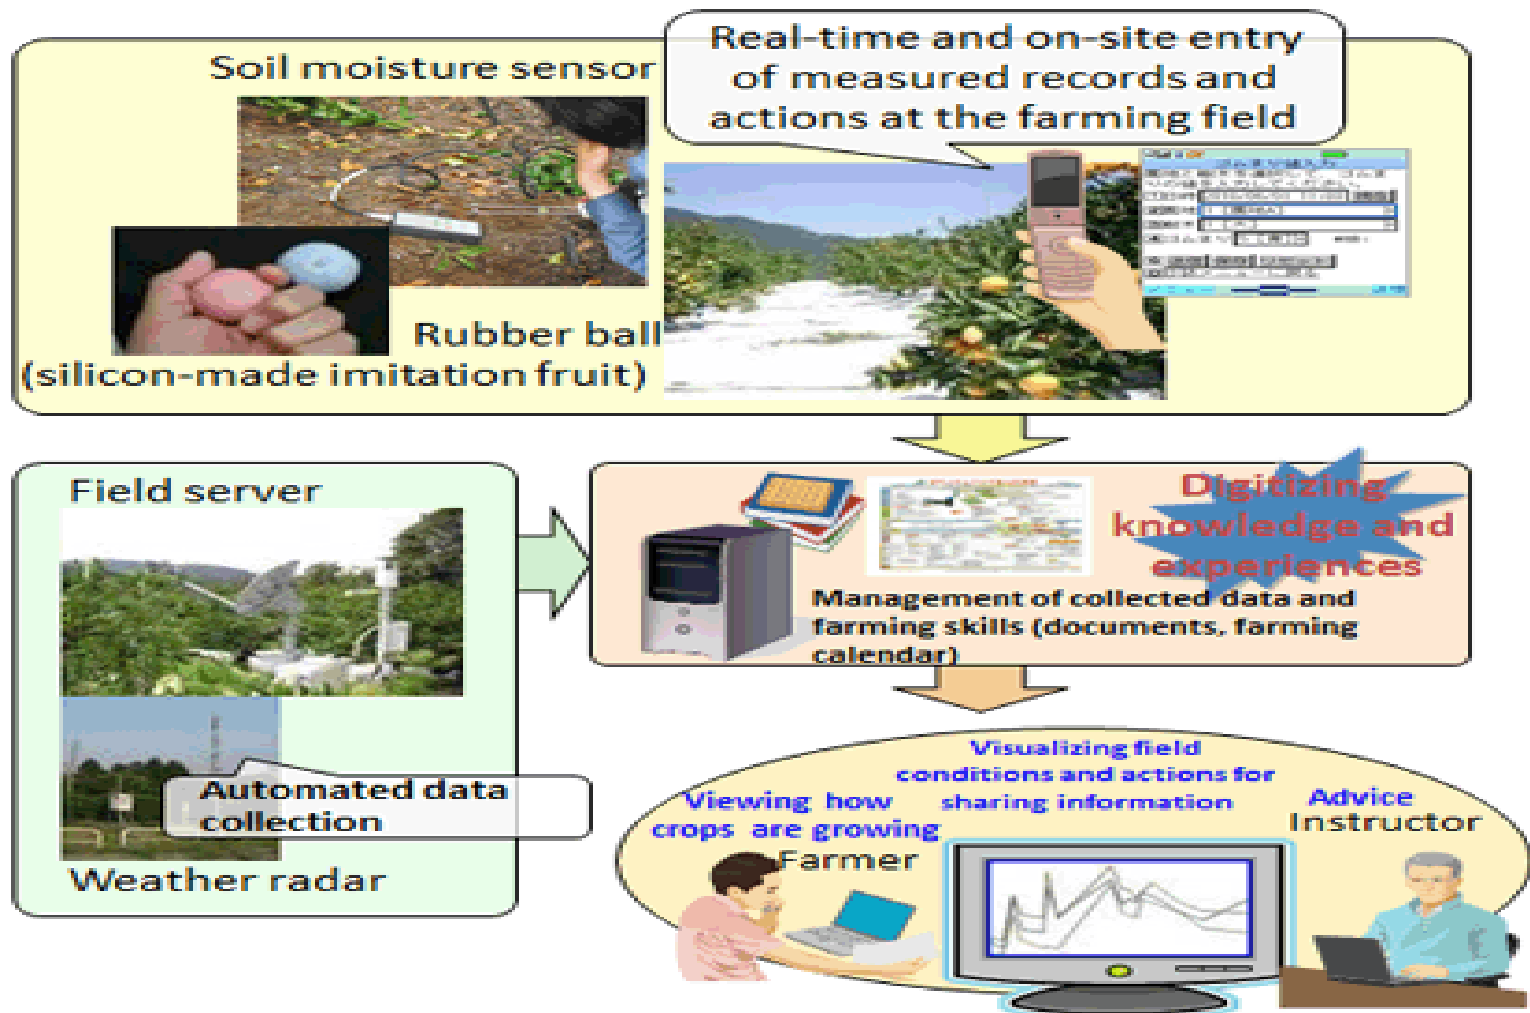 Real-time and on-site entry
of measured records and
actions at the farming field
Soil moisture sensor
Rubber ball
(silicon-made imitation fruit)
Field server
Automated data
collection
Weather radar
Digitizing
knowledge and
experiences
Management of collected data and
farming skills (documents, farming
calendar)
Visualizing field
conditions and actions for
sharing information
Viewing how
crops are growing
Farmer
Advice
Instructor